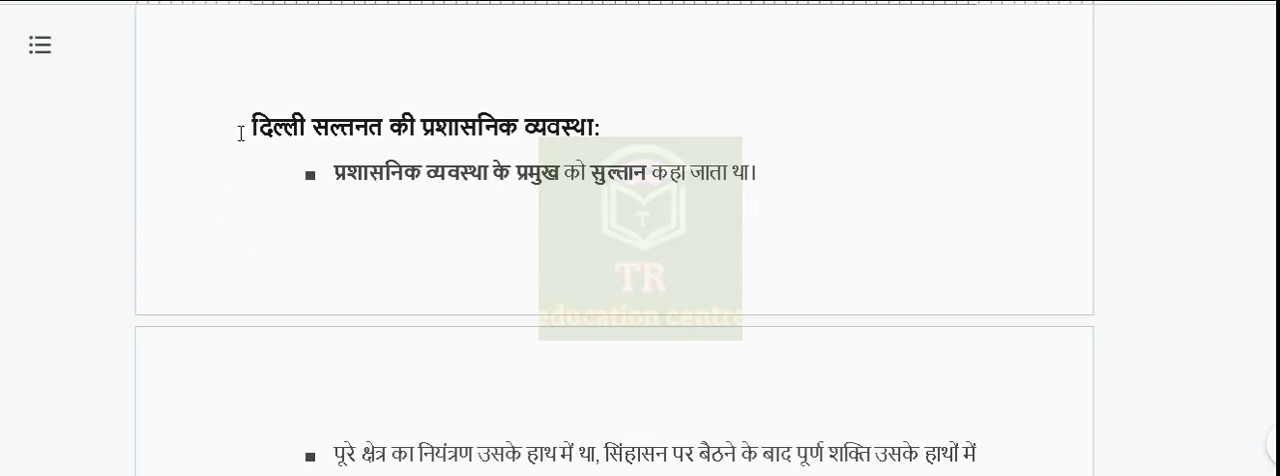 दिल्ली सल्तनत की प्रशासनिक व्यवस्था:
▪ प्रशासनिक व्यवस्था के प्रमुख को सुल्तान कहा जाता था।
T
TR
education centre
▪ पूरे क्षेत्र का नियंत्रण उसके हाथ में था, सिंहासन पर बैठने के बाद पूर्ण शक्ति उसके हाथों में